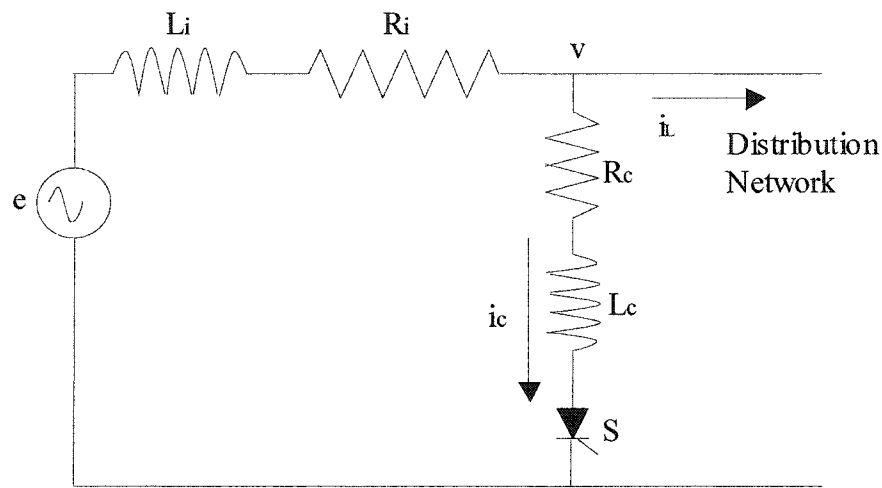 Li
Ri
v
iL
Distribution
Network
Rc
e
ic
Lc
S